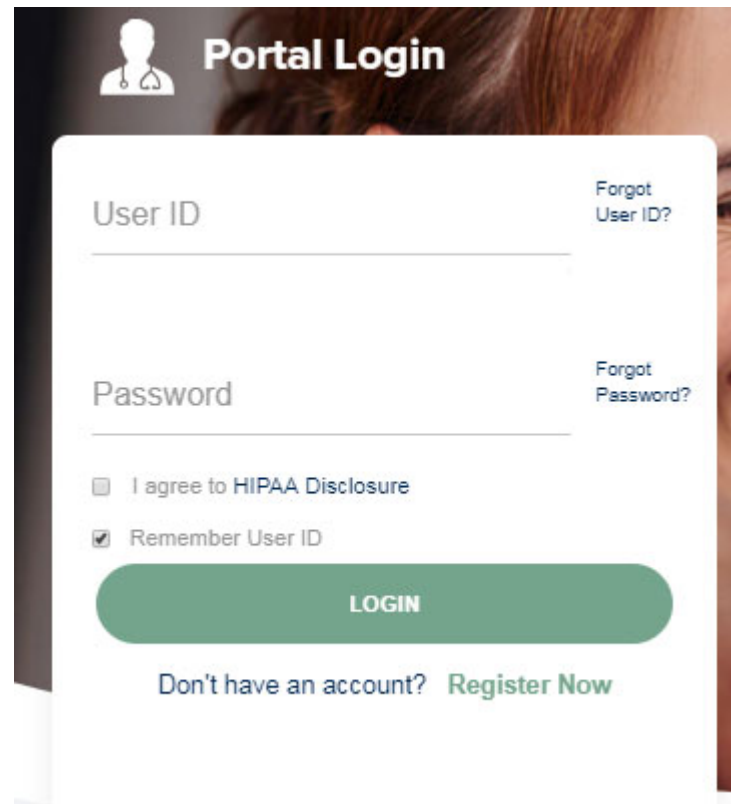 Portal Login
User ID
Forgot
User ID?
Password
Forgot
Password?
I agree to HIPAA Disclosure
Remember User ID
LOGIN
Don't have an account? Register Now